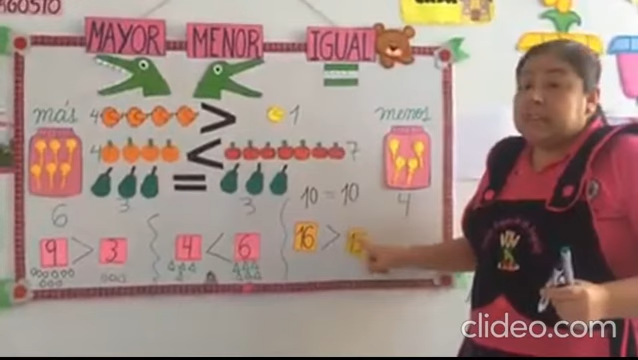 AGOSTO
MAYOR MENOR IGUAL
más 4 > 1 menos
4 < 7
3 = 3
6 10 = 10 4
9 > 3 4 < 6 16 >
clideo.com